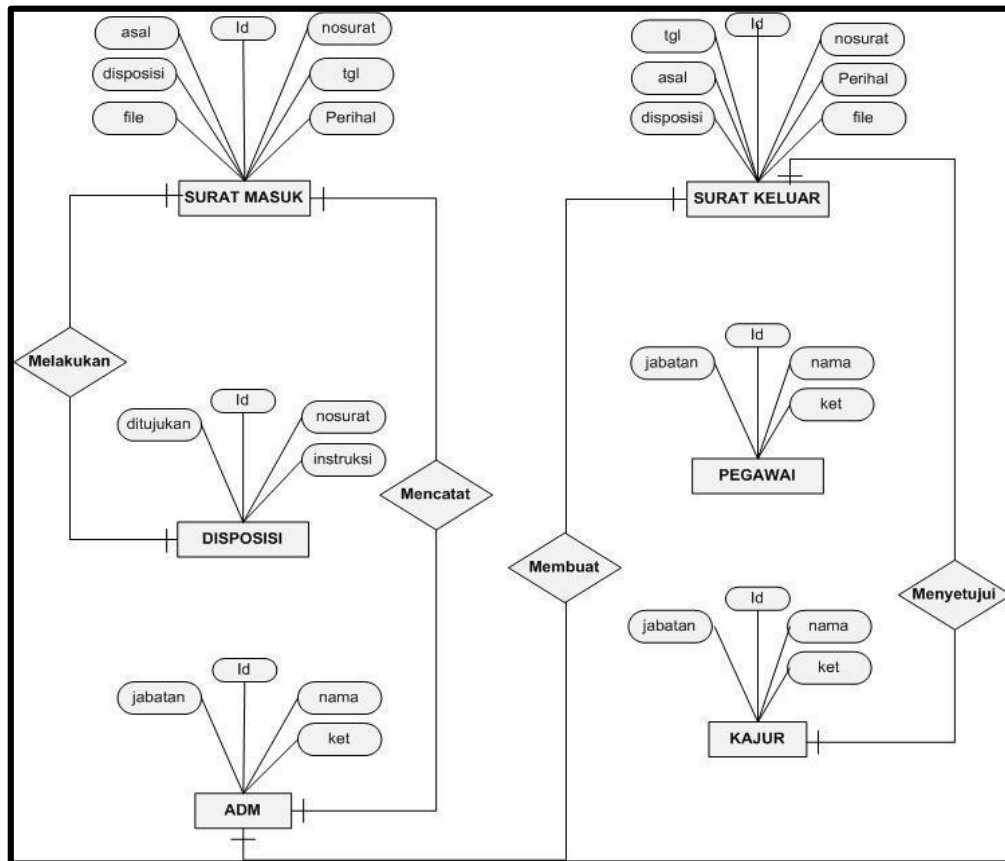 asal
Id
nosurat
disposisi
tgl
file
Perihal
SURAT MASUK
tgl
Id
nosurat
asal
Perihal
disposisi
file
SURAT KELUAR
Melakukan
ditujukan
Id
nosurat
instruksi
DISPOSISI
Mencatat
jabatan
Id
nama
ket
PEGAWAI
Membuat
Menyetujui
jabatan
Id
nama
ket
KAJUR
jabatan
Id
nama
ket
ADM